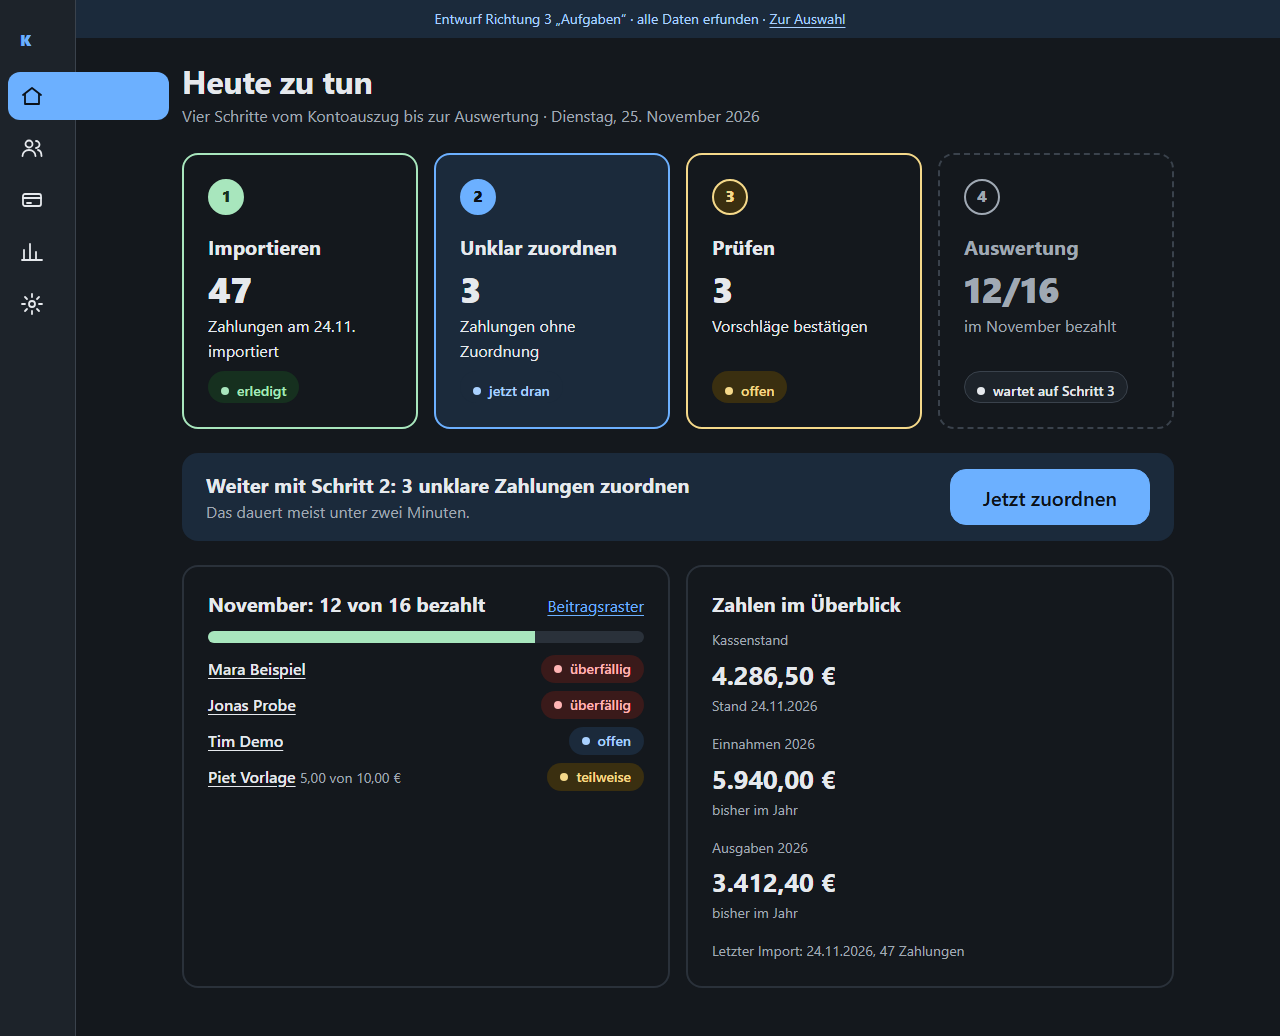 Entwurf Richtung 3 „Aufgaben“ · alle Daten erfunden · Zur Auswahl
K
Heute zu tun
Vier Schritte vom Kontoauszug bis zur Auswertung · Dienstag, 25. November 2026
1
Importieren
47
Zahlungen am 24.11.
importiert
erledigt
2
Unklar zuordnen
3
Zahlungen ohne
Zuordnung
jetzt dran
3
Prüfen
3
Vorschläge bestätigen
offen
4
Auswertung
12/16
im November bezahlt
wartet auf Schritt 3
Weiter mit Schritt 2: 3 unklare Zahlungen zuordnen
Das dauert meist unter zwei Minuten.
Jetzt zuordnen
November: 12 von 16 bezahlt
Beitragsraster
Mara Beispiel
überfällig
Jonas Probe
überfällig
Tim Demo
offen
Piet Vorlage 5,00 von 10,00 €
teilweise
Zahlen im Überblick
Kassenstand
4.286,50 €
Stand 24.11.2026
Einnahmen 2026
5.940,00 €
bisher im Jahr
Ausgaben 2026
3.412,40 €
bisher im Jahr
Letzter Import: 24.11.2026, 47 Zahlungen